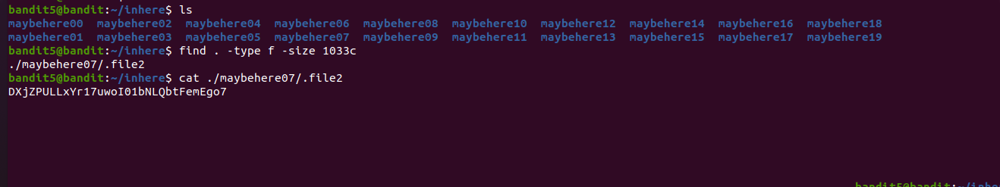 bandit5@bandit:~/inhere$ ls
maybehere00  maybehere02  maybehere04  maybehere06  maybehere08  maybehere10  maybehere12  maybehere14  maybehere16  maybehere18
maybehere01  maybehere03  maybehere05  maybehere07  maybehere09  maybehere11  maybehere13  maybehere15  maybehere17  maybehere19
bandit5@bandit:~/inhere$ find . -type f -size 1033c
./maybehere07/.file2
bandit5@bandit:~/inhere$ cat ./maybehere07/.file2
DXjZPULLxYr17uwoI01bNLQbtFemEgo7
bandit5@bandit:~/inhere$